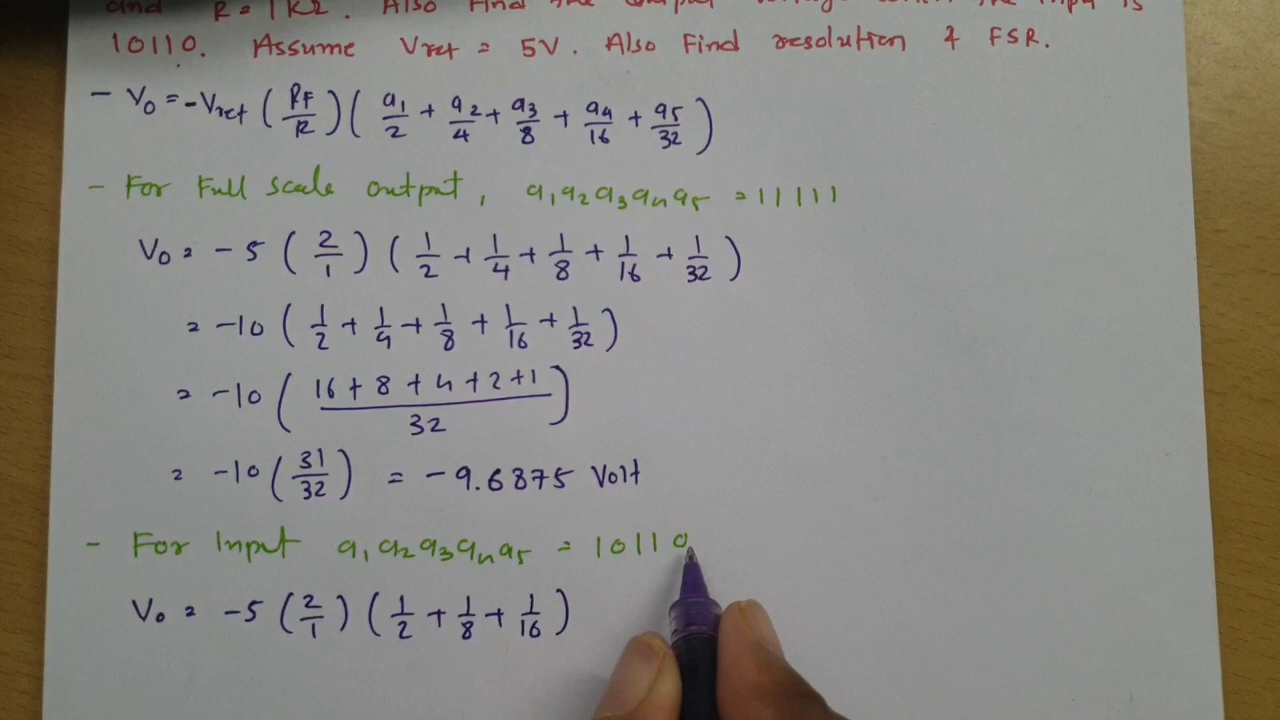 and R = 1K
10110. Assume Vref = 5V. Also Find resolution & FSR.
- V₀ = -Vref (RF/R) (a₁/2 + a₂/4 + a₃/8 + a₄/16 + a₅/32)
- For Full scale output, a₁a₂a₃a₄a₅ = 11111
V₀ = -5 (2/1) (1/2 + 1/4 + 1/8 + 1/16 + 1/32)
= -10 (1/2 + 1/4 + 1/8 + 1/16 + 1/32)
= -10 ((16 + 8 + 4 + 2 + 1)/32)
= -10 (31/32) = -9.6875 Volt
- For Input a₁a₂a₃a₄a₅ = 10110
V₀ = -5 (2/1) (1/2 + 1/8 + 1/16)